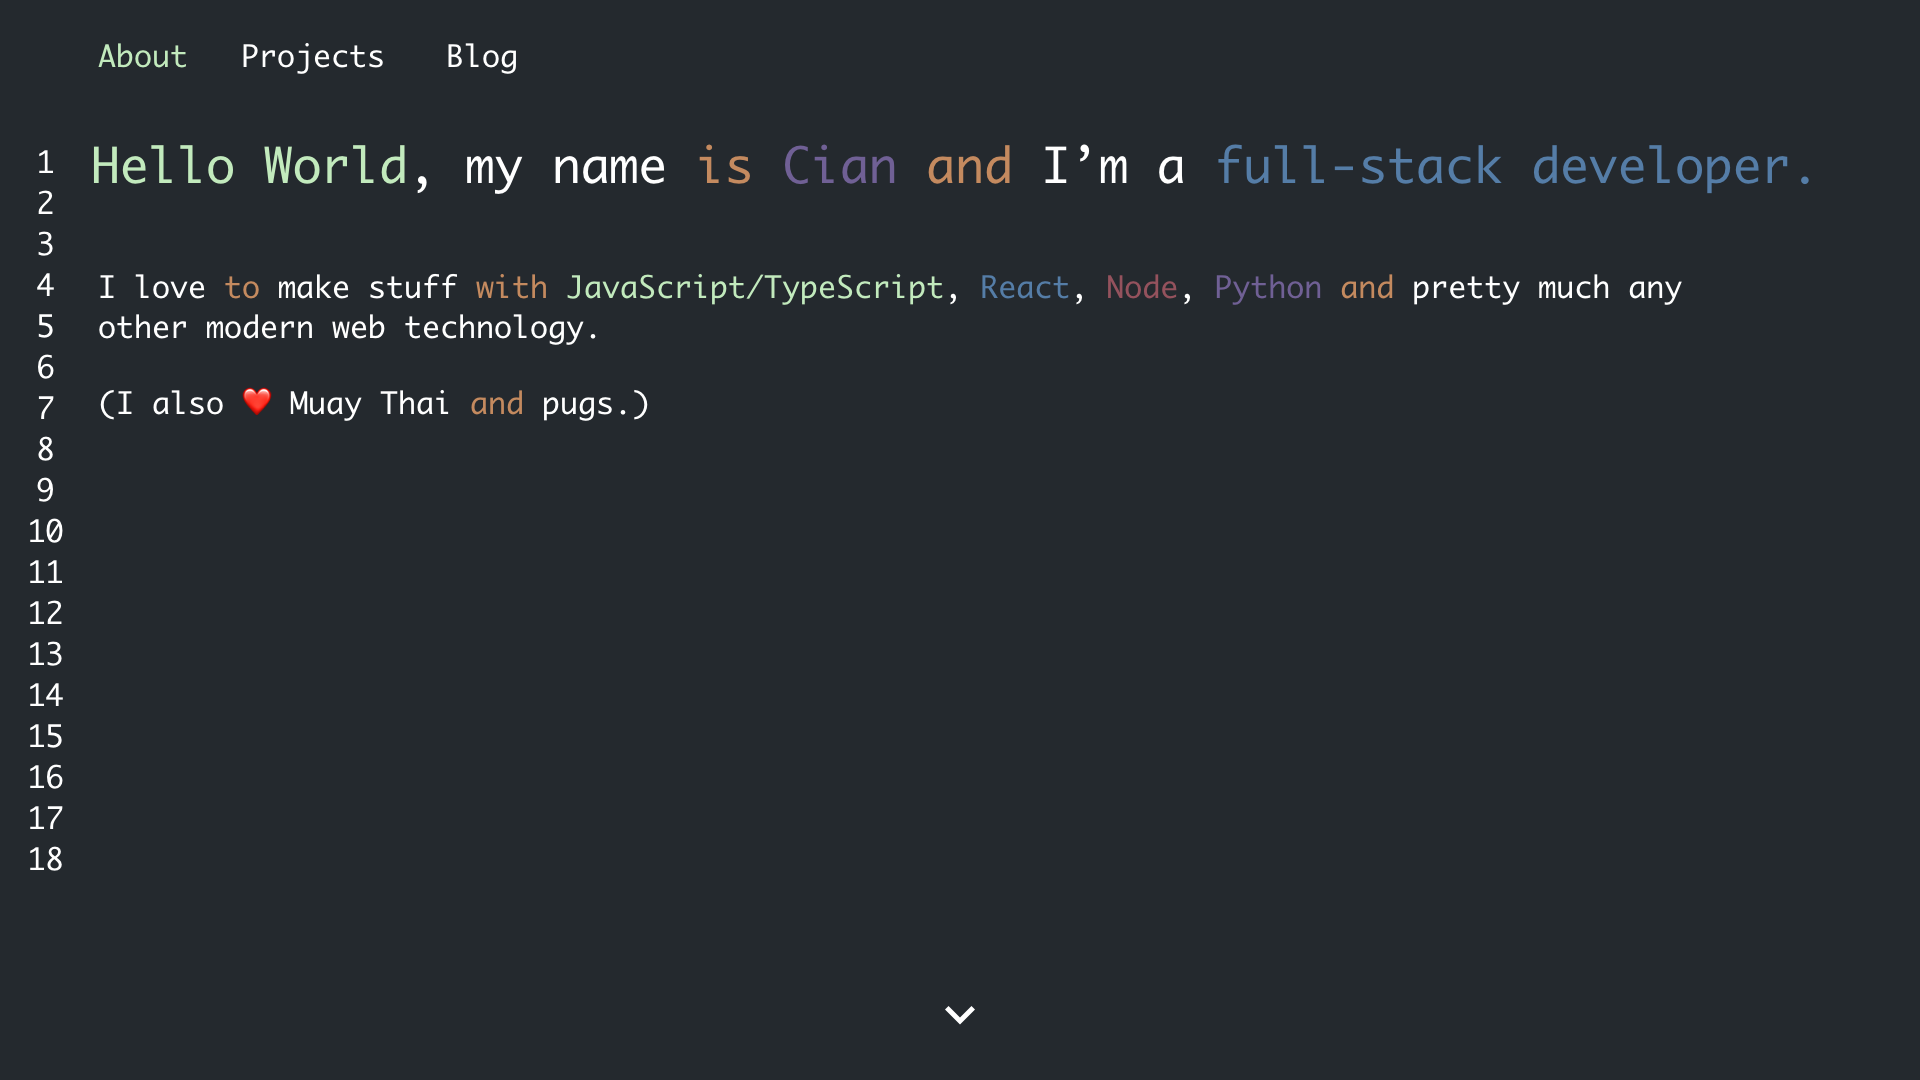 About Projects Blog
1 Hello World, my name is Cian and I’m a full-stack developer.
2
3
4 I love to make stuff with JavaScript/TypeScript, React, Node, Python and pretty much any
5 other modern web technology.
6
7 (I also ❤️ Muay Thai and pugs.)
8
9
10
11
12
13
14
15
16
17
18